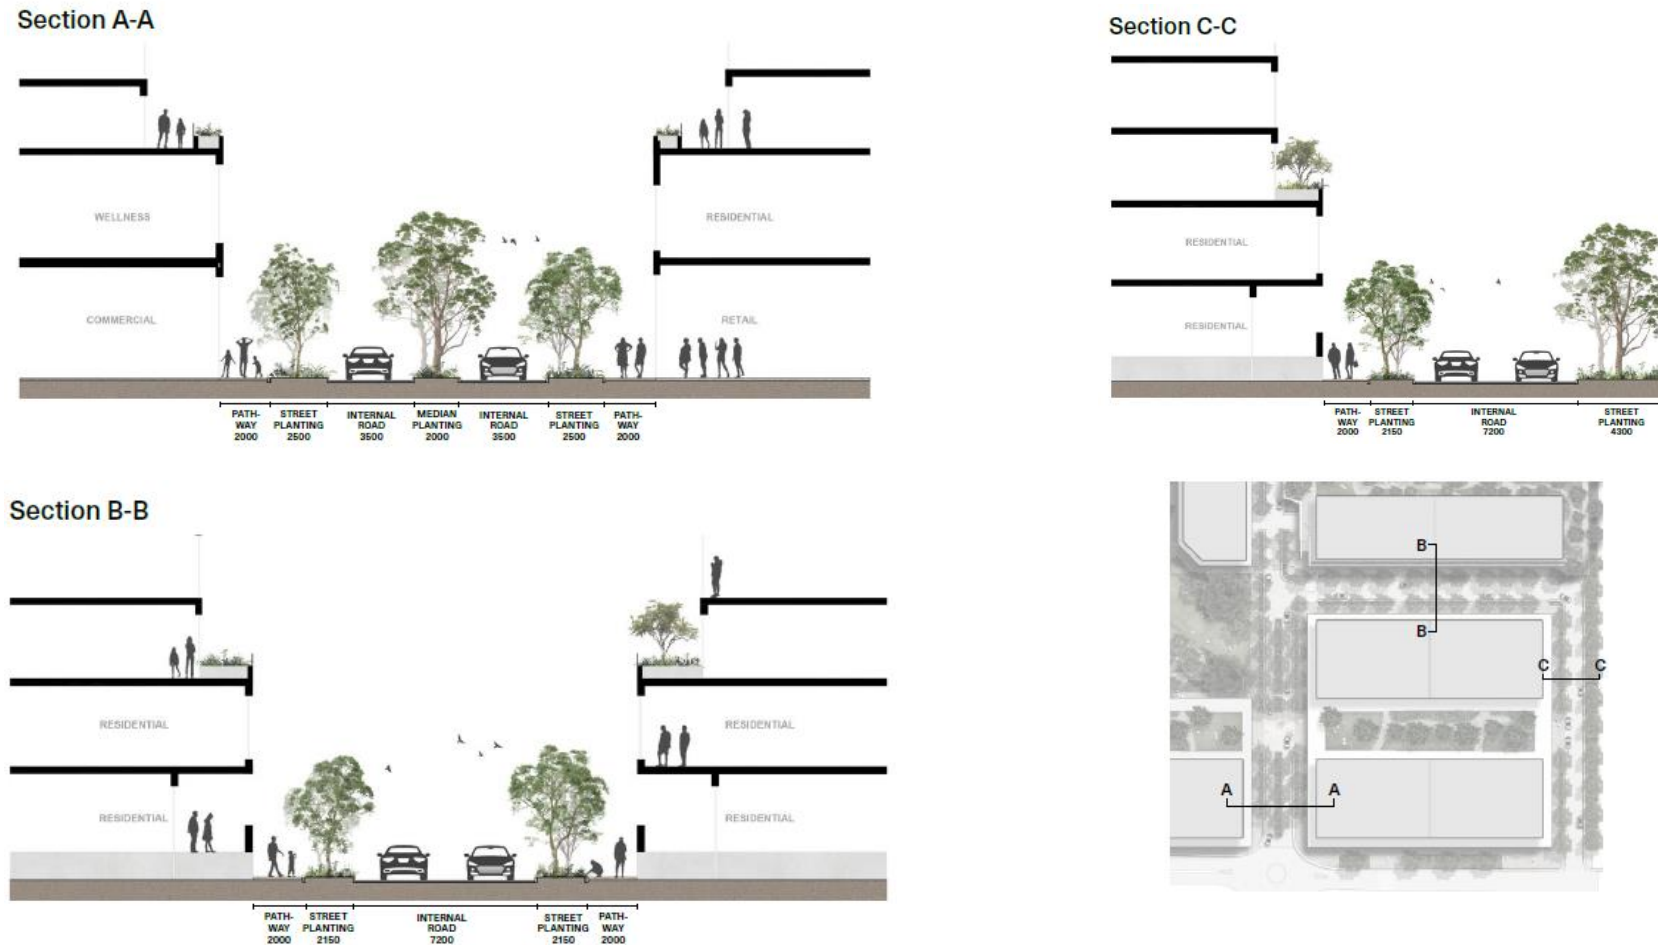 Section A-A
WELLNESS
RESIDENTIAL
COMMERCIAL
RETAIL
PATH-
WAY
2000
STREET
PLANTING
2500
INTERNAL
ROAD
3500
MEDIAN
PLANTING
2000
INTERNAL
ROAD
3500
STREET
PLANTING
2500
PATH-
WAY
2000
Section C-C
RESIDENTIAL
RESIDENTIAL
PATH-
WAY
2000
STREET
PLANTING
2150
INTERNAL
ROAD
7200
STREET
PLANTING
4300
Section B-B
RESIDENTIAL
RESIDENTIAL
RESIDENTIAL
RESIDENTIAL
PATH-
WAY
2000
STREET
PLANTING
2150
INTERNAL
ROAD
7200
STREET
PLANTING
2150
PATH-
WAY
2000
B
B
C C
A A